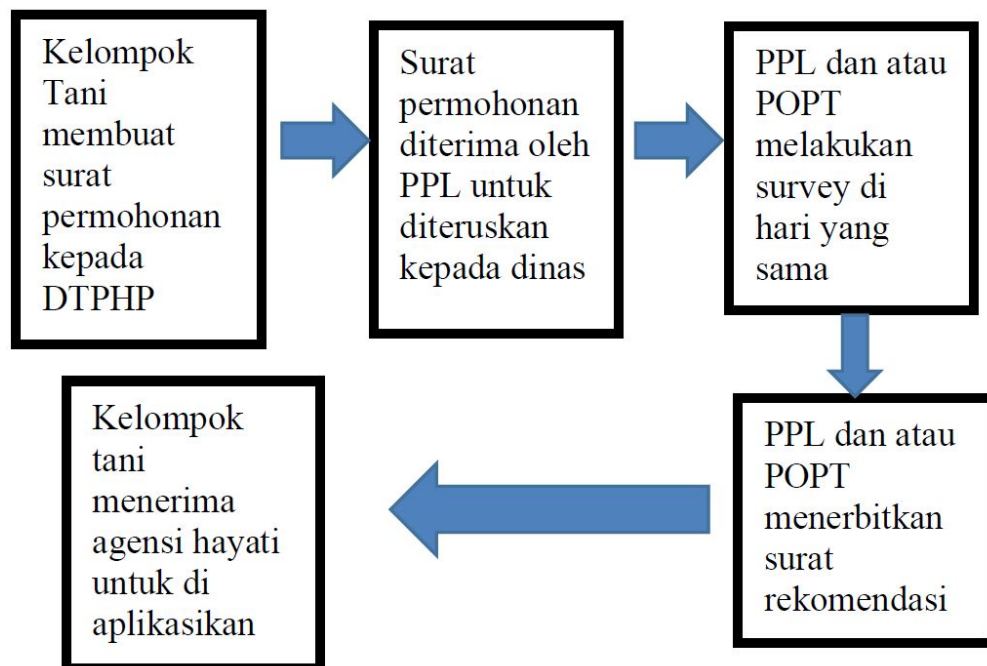 Kelompok
Tani
membuat
surat
permohonan
kepada
DTPHP
Surat
permohonan
diterima oleh
PPL untuk
diteruskan
kepada dinas
PPL dan atau
POPT
melakukan
survey di
hari yang
sama
PPL dan atau
POPT
menerbitkan
surat
rekomendasi
Kelompok
tani
menerima
agensi hayati
untuk di
aplikasikan